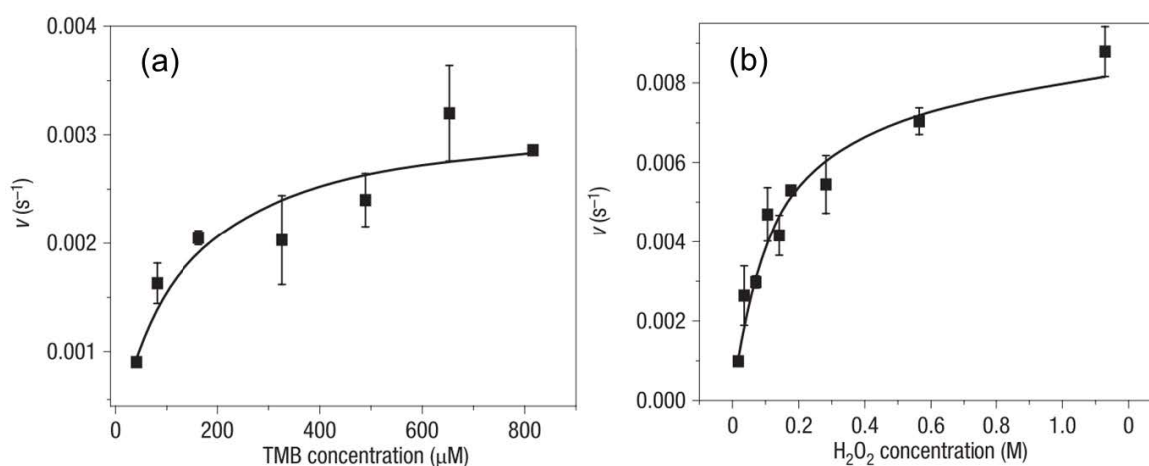 (a)
v (s⁻¹)
0.004
0.003
0.002
0.001
0 200 400 600 800
TMB concentration (μM)
(b)
v (s⁻¹)
0.008
0.006
0.004
0.002
0.000
0 0.2 0.4 0.6 0.8 1.0 0
H₂O₂ concentration (M)